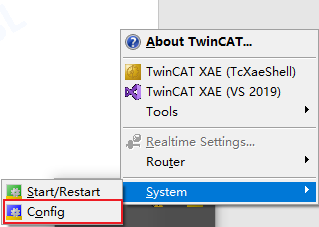 About TwinCAT...
TwinCAT XAE (TcXaeShell)
TwinCAT XAE (VS 2019)
Tools
Realtime Settings...
Router
System
Start/Restart
Config